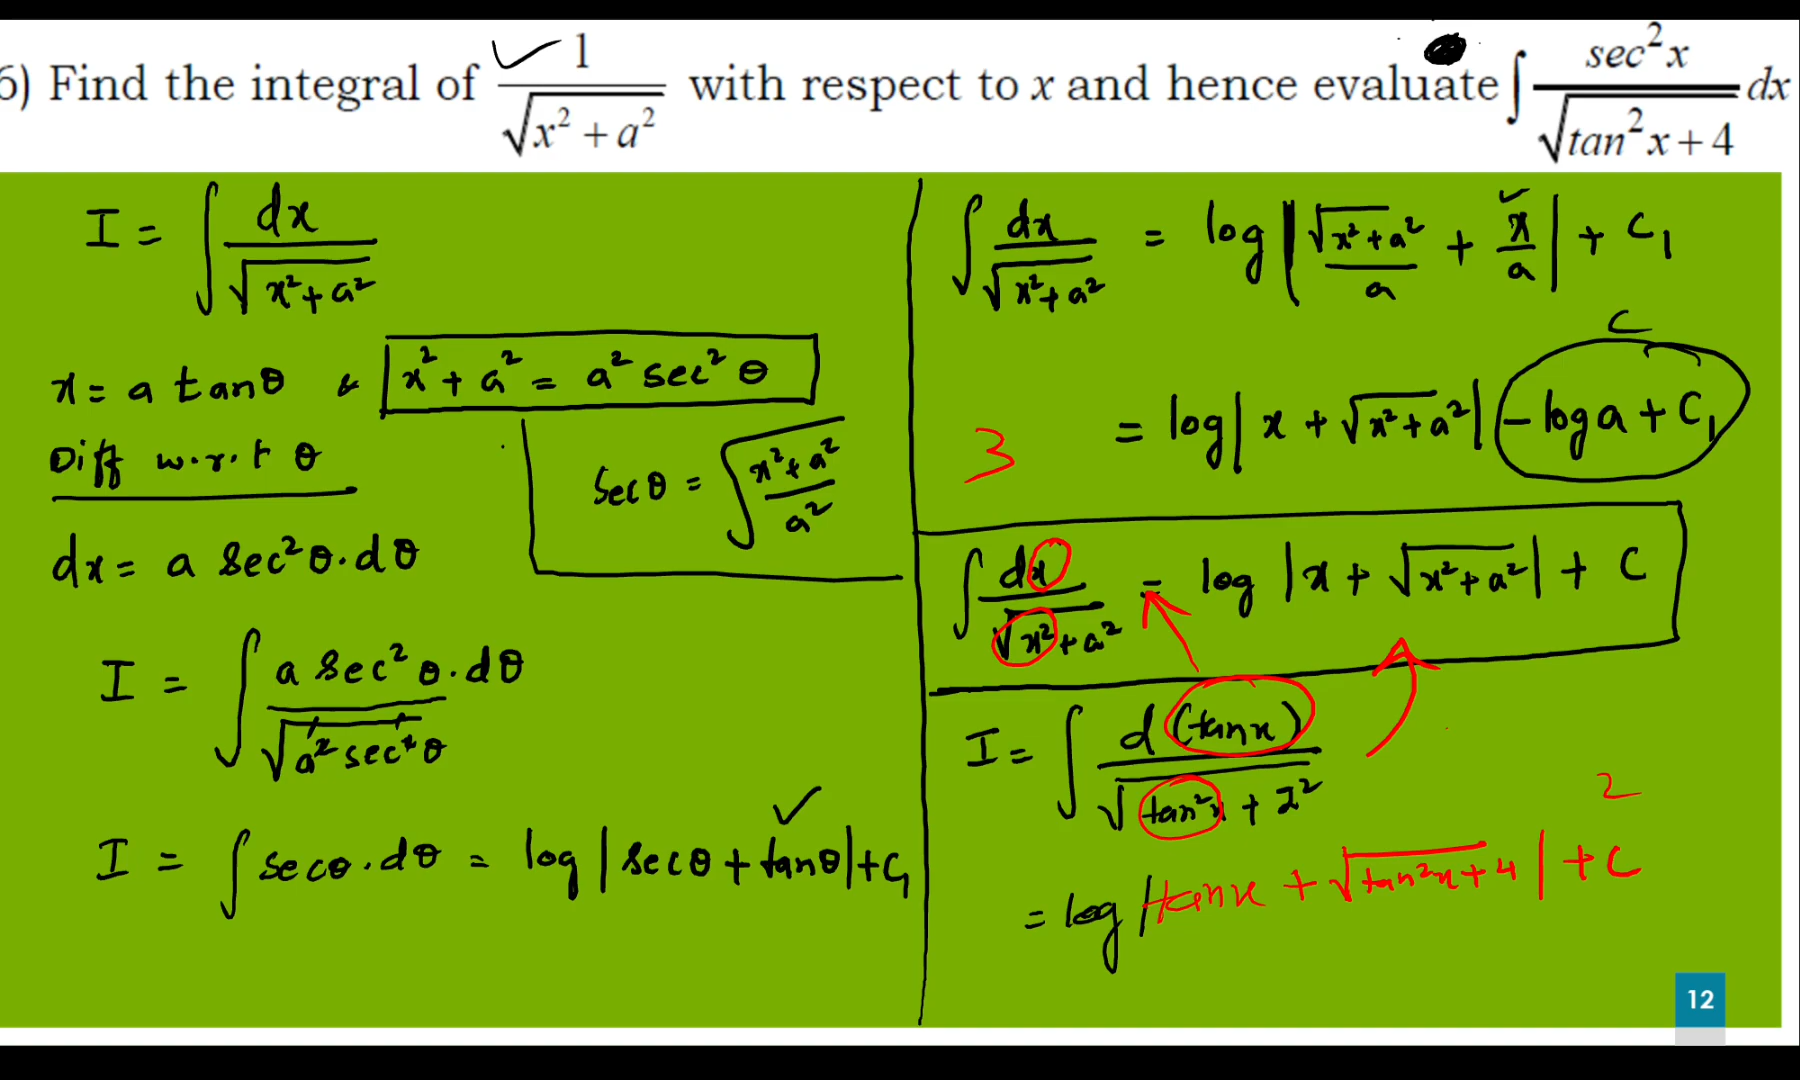 6) Find the integral of 1/√(x² + a²) with respect to x and hence evaluate ∫ sec²x/√(tan²x + 4) dx
I = ∫ dx/√(x² + a²)
x = a tanθ & x² + a² = a² sec² θ
Diff w.r.t θ
Sec θ = √((x² + a²)/a²)
dx = a sec²θ.dθ
I = ∫ a sec²θ.dθ/√(a² sec²θ)
I = ∫ secθ.dθ = log | secθ + tanθ | + C₁
∫ dx/√(x² + a²) = log | √(x² + a²)/a + x/a | + C₁
C
3
= log | x + √(x² + a²) | - log a + C₁
∫ dx/√(x² + a²) = log | x + √(x² + a²) | + C
I = ∫ d(tanx)/√(tan²x + 2²)
2
= log | tanx + √(tan²x + 4) | + C
12